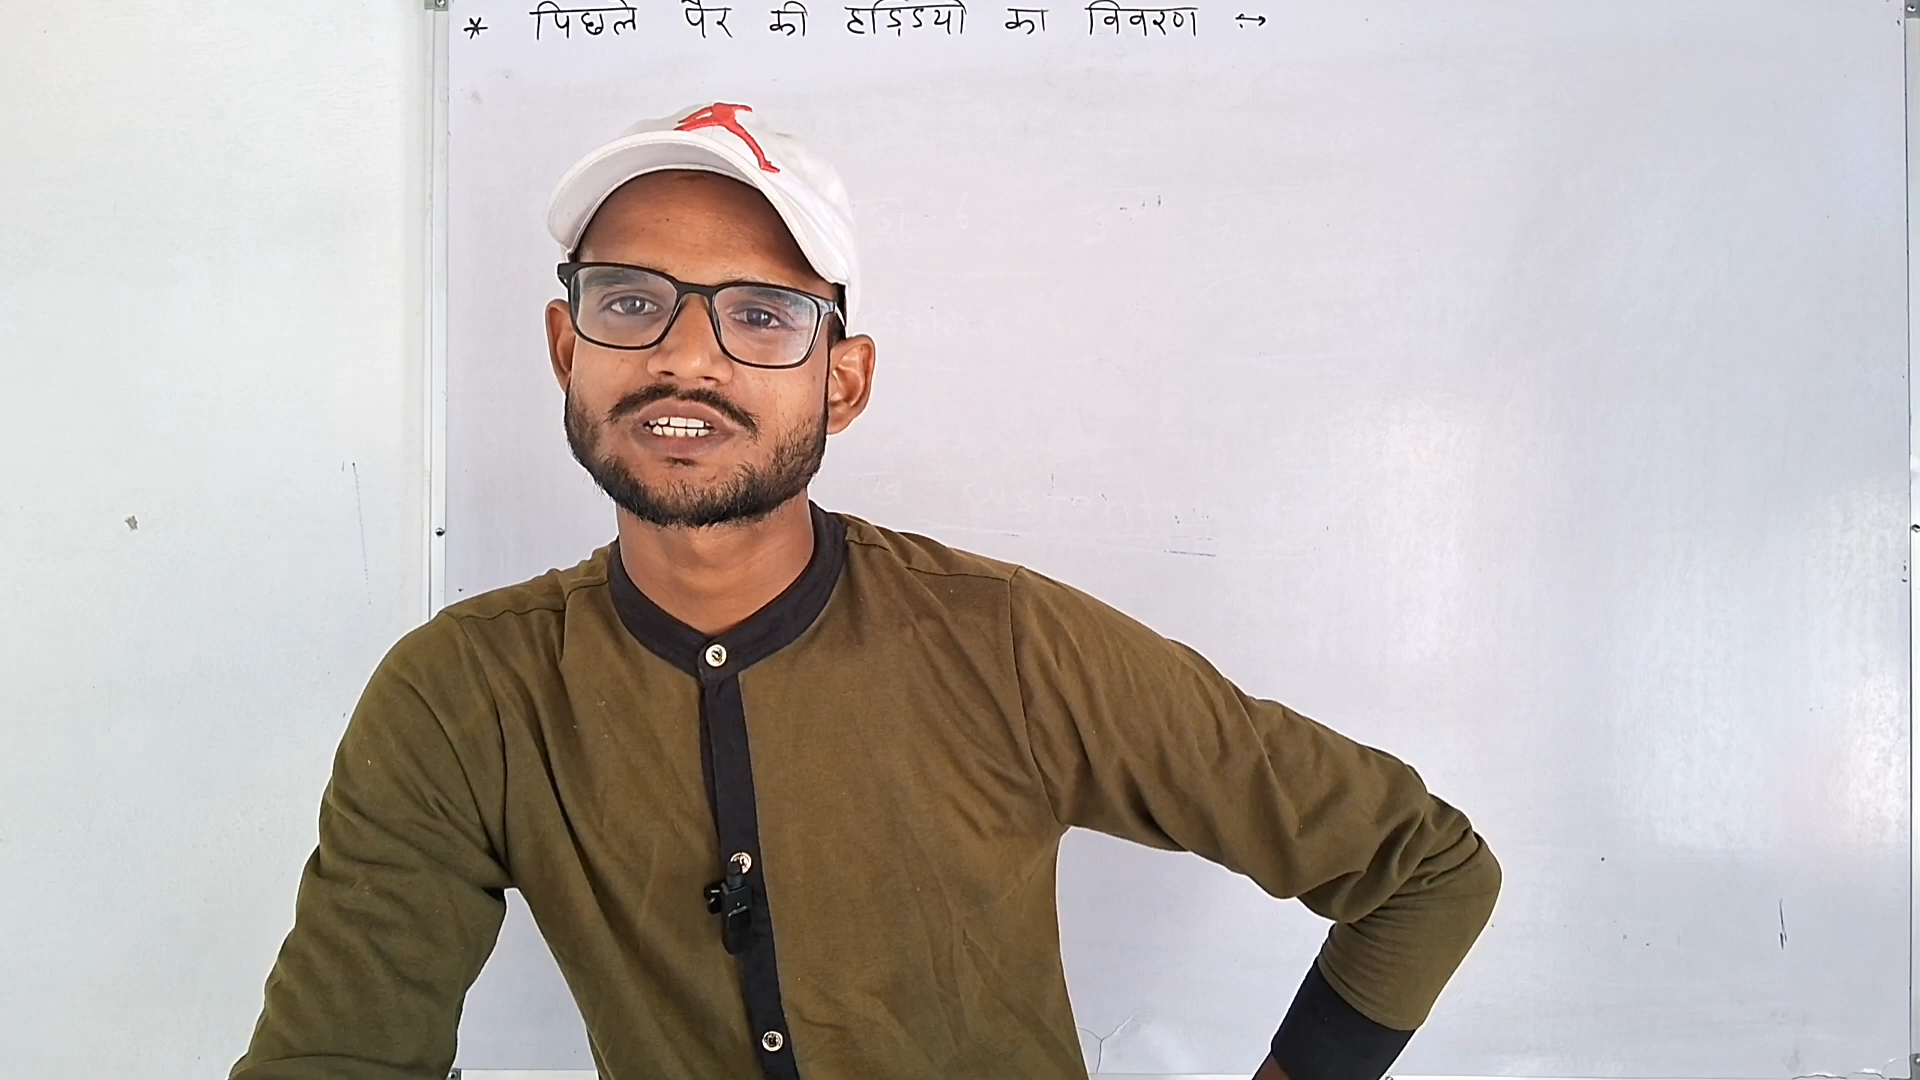 * पिछले पैर की हड्डियों का विवरण :→